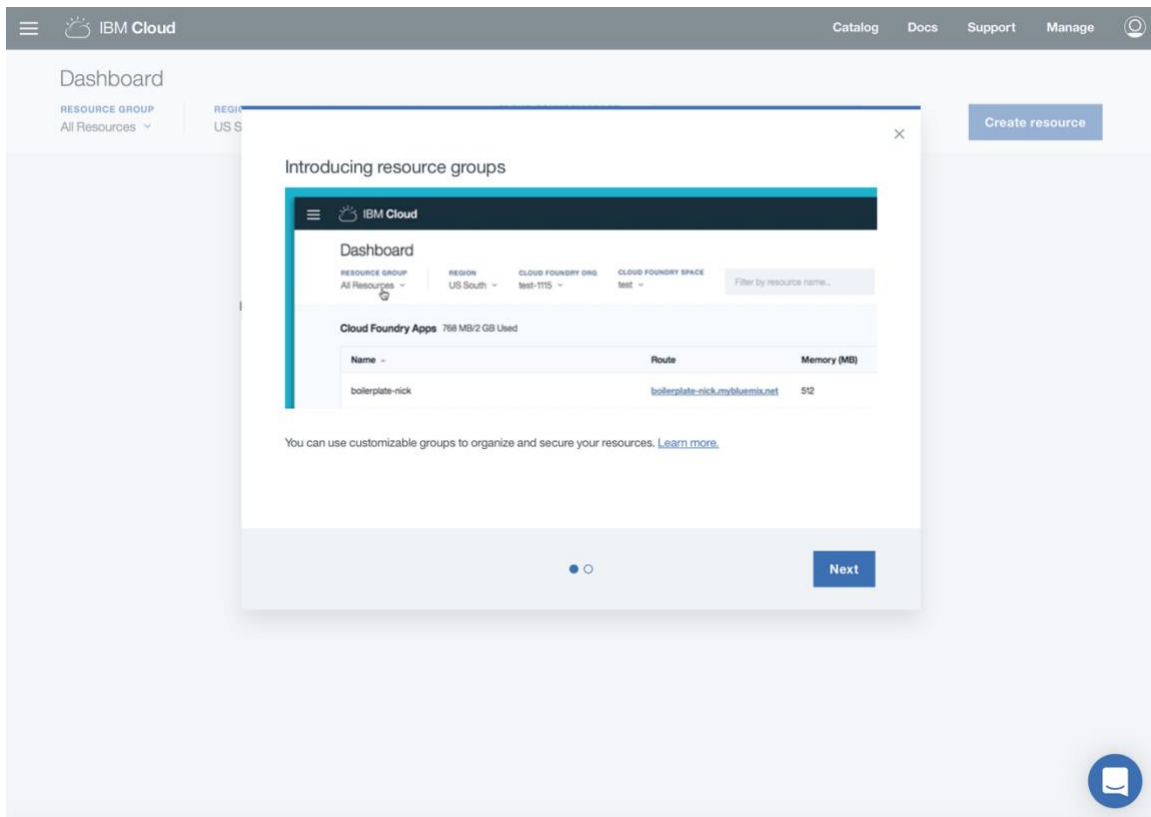 IBM Cloud
Catalog Docs Support Manage
Dashboard
RESOURCE GROUP
All Resources
US S
Create resource
Introducing resource groups
IBM Cloud
Dashboard
RESOURCE GROUP REGION CLOUD FOUNDRY ORG CLOUD FOUNDRY SPACE
All Resources US South test-1115 test Filter by resource name...
Cloud Foundry Apps 768 MB/2 GB Used
Name Route Memory (MB)
boilerplate-nick boilerplate-nick.mybluemix.net 512
You can use customizable groups to organize and secure your resources. Learn more.
Next